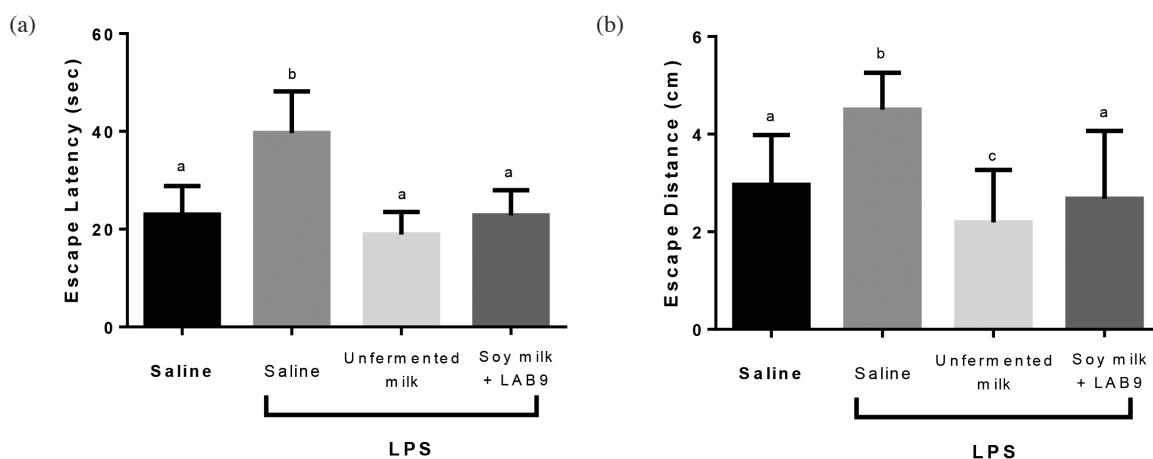 (a)
60
40
20
0
Escape Latency (sec)
a
b
a
a
Saline
Saline
Unfermented
milk
Soy milk
+ LAB9
LPS
(b)
6
4
2
0
Escape Distance (cm)
a
b
c
a
Saline
Saline
Unfermented
milk
Soy milk
+ LAB9
LPS